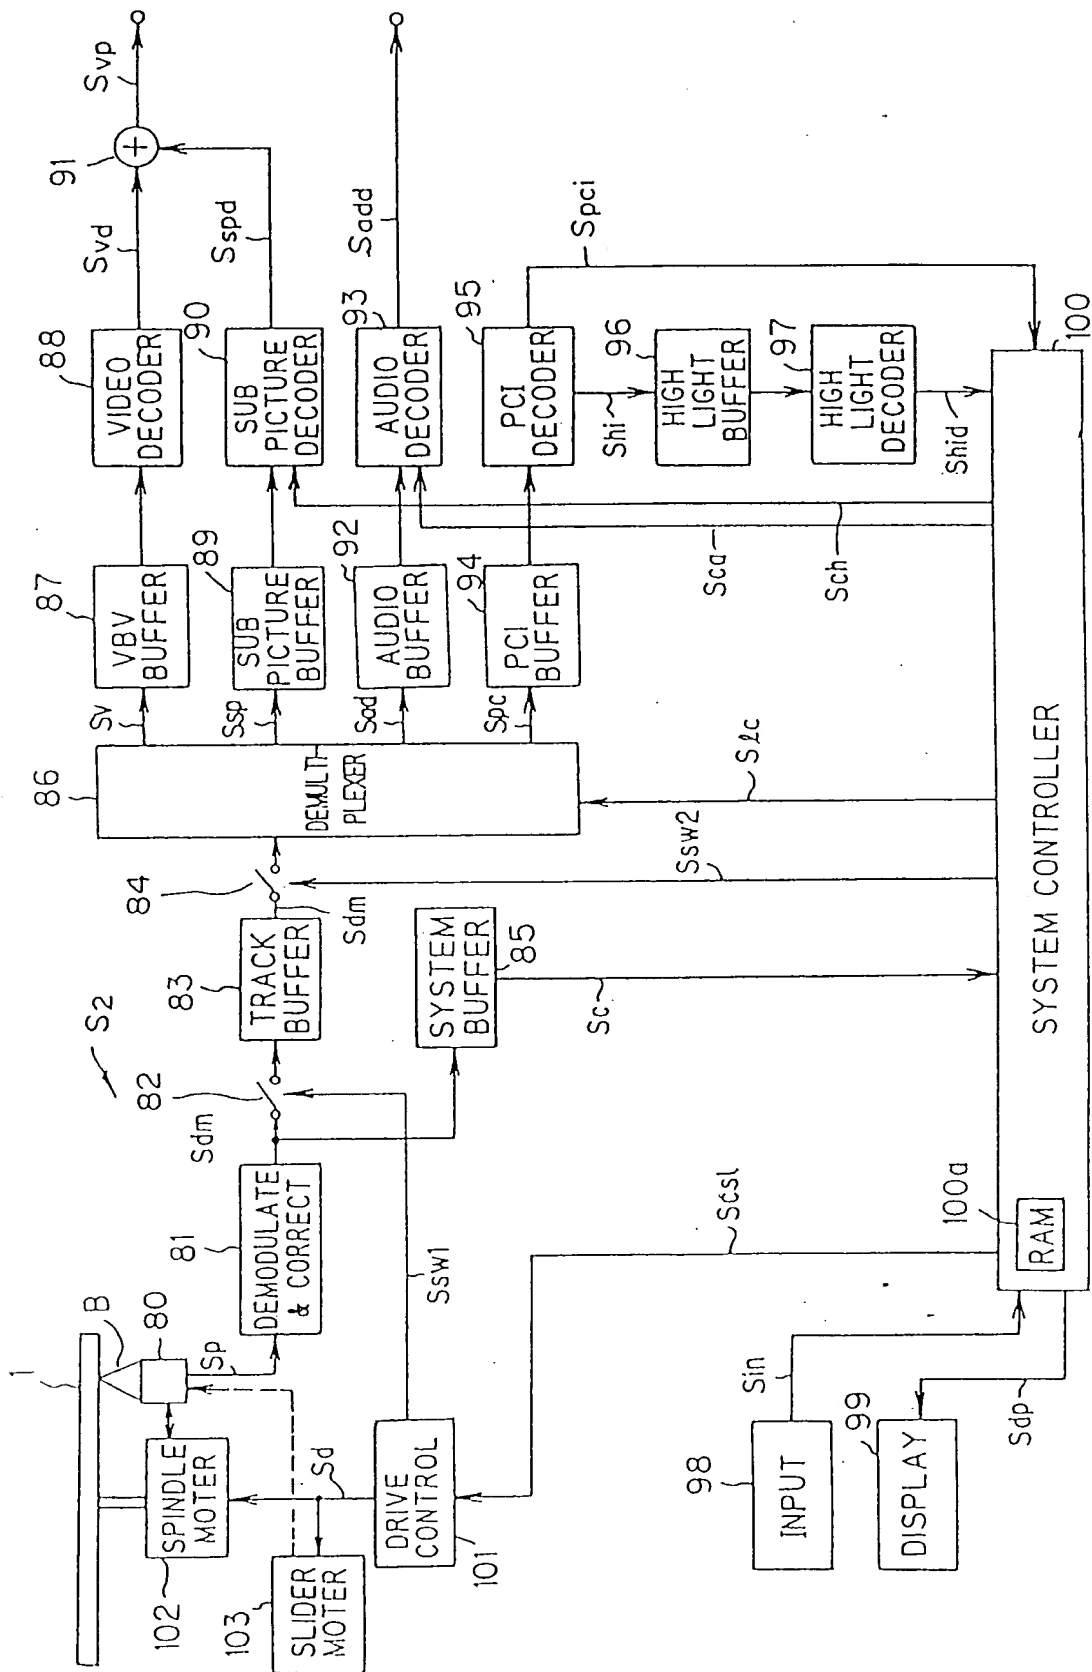 S2
1
B
80
Sp
SPINDLE
MOTER
102
SLIDER
MOTER
103
Sd
DRIVE
CONTROL
101
DEMODULATE
& CORRECT
81
Sdm
82
Ssw1
TRACK
BUFFER
83
Sdm
84
SYSTEM
BUFFER
85
Sc
Ssw2
DEMULTI
PLEXER
86
Slc
Sv
Ssp
Sad
Spc
VBV
BUFFER
87
SUB
PICTURE
BUFFER
89
AUDIO
BUFFER
92
PCI
BUFFER
94
VIDEO
DECODER
88
SUB
PICTURE
DECODER
90
AUDIO
DECODER
93
PCI
DECODER
95
Svd
Sspd
91
+
Svp
Sadd
Spci
Shi
HIGH
LIGHT
BUFFER
96
HIGH
LIGHT
DECODER
97
Shid
Sca
Sch
Scsl
INPUT
98
Sin
DISPLAY
99
Sdp
RAM
100a
SYSTEM CONTROLLER
100